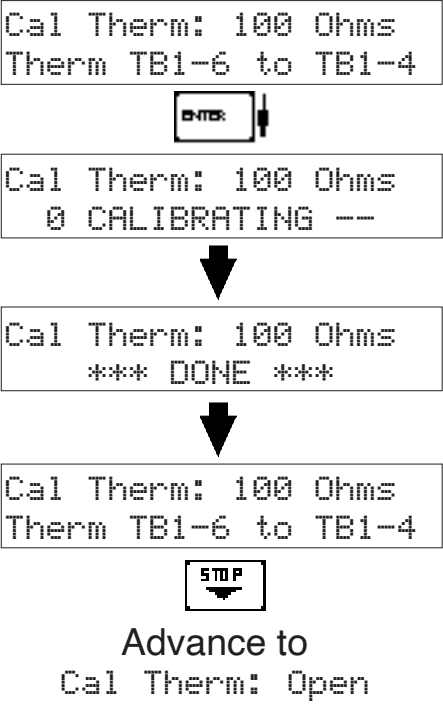 Cal Therm: 100 Ohms
Therm TB1-6 to TB1-4
ENTER
Cal Therm: 100 Ohms
0 CALIBRATING --
Cal Therm: 100 Ohms
*** DONE ***
Cal Therm: 100 Ohms
Therm TB1-6 to TB1-4
STOP
Advance to
Cal Therm: Open